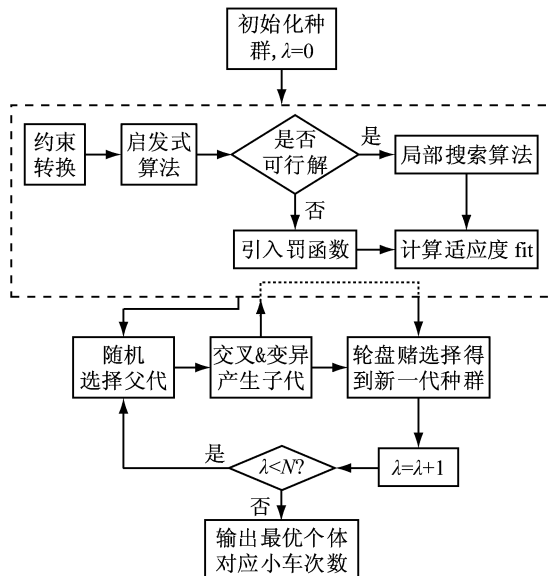 初始化种
群,λ=0
约束
转换
启发式
算法
是否
可行解
是
局部搜索算法
否
引入罚函数
计算适应度 fit
随机
选择父代
交叉&变异
产生子代
轮盘赌选择得
到新一代种群
是
λ<N?
λ=λ+1
否
输出最优个体
对应小车次数